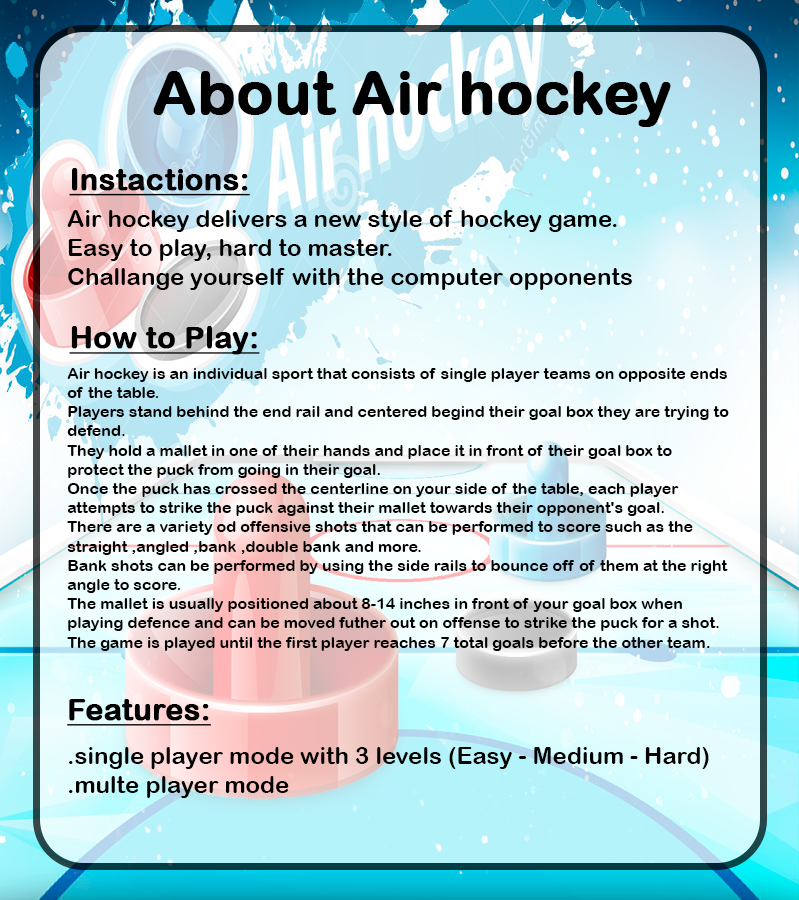 About Air hockey
Air hockey
Instactions:
Air hockey delivers a new style of hockey game.
Easy to play, hard to master.
Challange yourself with the computer opponents
How to Play:
Air hockey is an individual sport that consists of single player teams on opposite ends
of the table.
Players stand behind the end rail and centered begind their goal box they are trying to
defend.
They hold a mallet in one of their hands and place it in front of their goal box to
protect the puck from going in their goal.
Once the puck has crossed the centerline on your side of the table, each player
attempts to strike the puck against their mallet towards their opponent's goal.
There are a variety od offensive shots that can be performed to score such as the
straight ,angled ,bank ,double bank and more.
Bank shots can be performed by using the side rails to bounce off of them at the right
angle to score.
The mallet is usually positioned about 8-14 inches in front of your goal box when
playing defence and can be moved futher out on offense to strike the puck for a shot.
The game is played until the first player reaches 7 total goals before the other team.
Features:
.single player mode with 3 levels (Easy - Medium - Hard)
.multe player mode